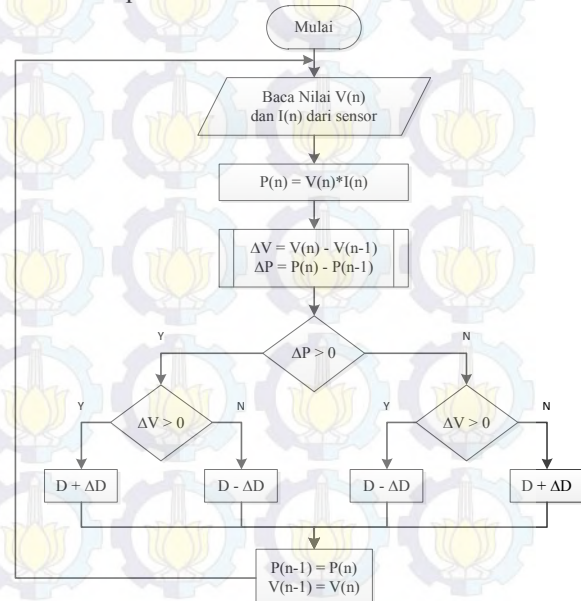 Mulai
Baca Nilai V(n)
dan I(n) dari sensor
P(n) = V(n)*I(n)
ΔV = V(n) - V(n-1)
ΔP = P(n) - P(n-1)
Y
ΔP > 0
N
Y
ΔV > 0
N
Y
ΔV > 0
N
D + ΔD
D - ΔD
D - ΔD
D + ΔD
P(n-1) = P(n)
V(n-1) = V(n)